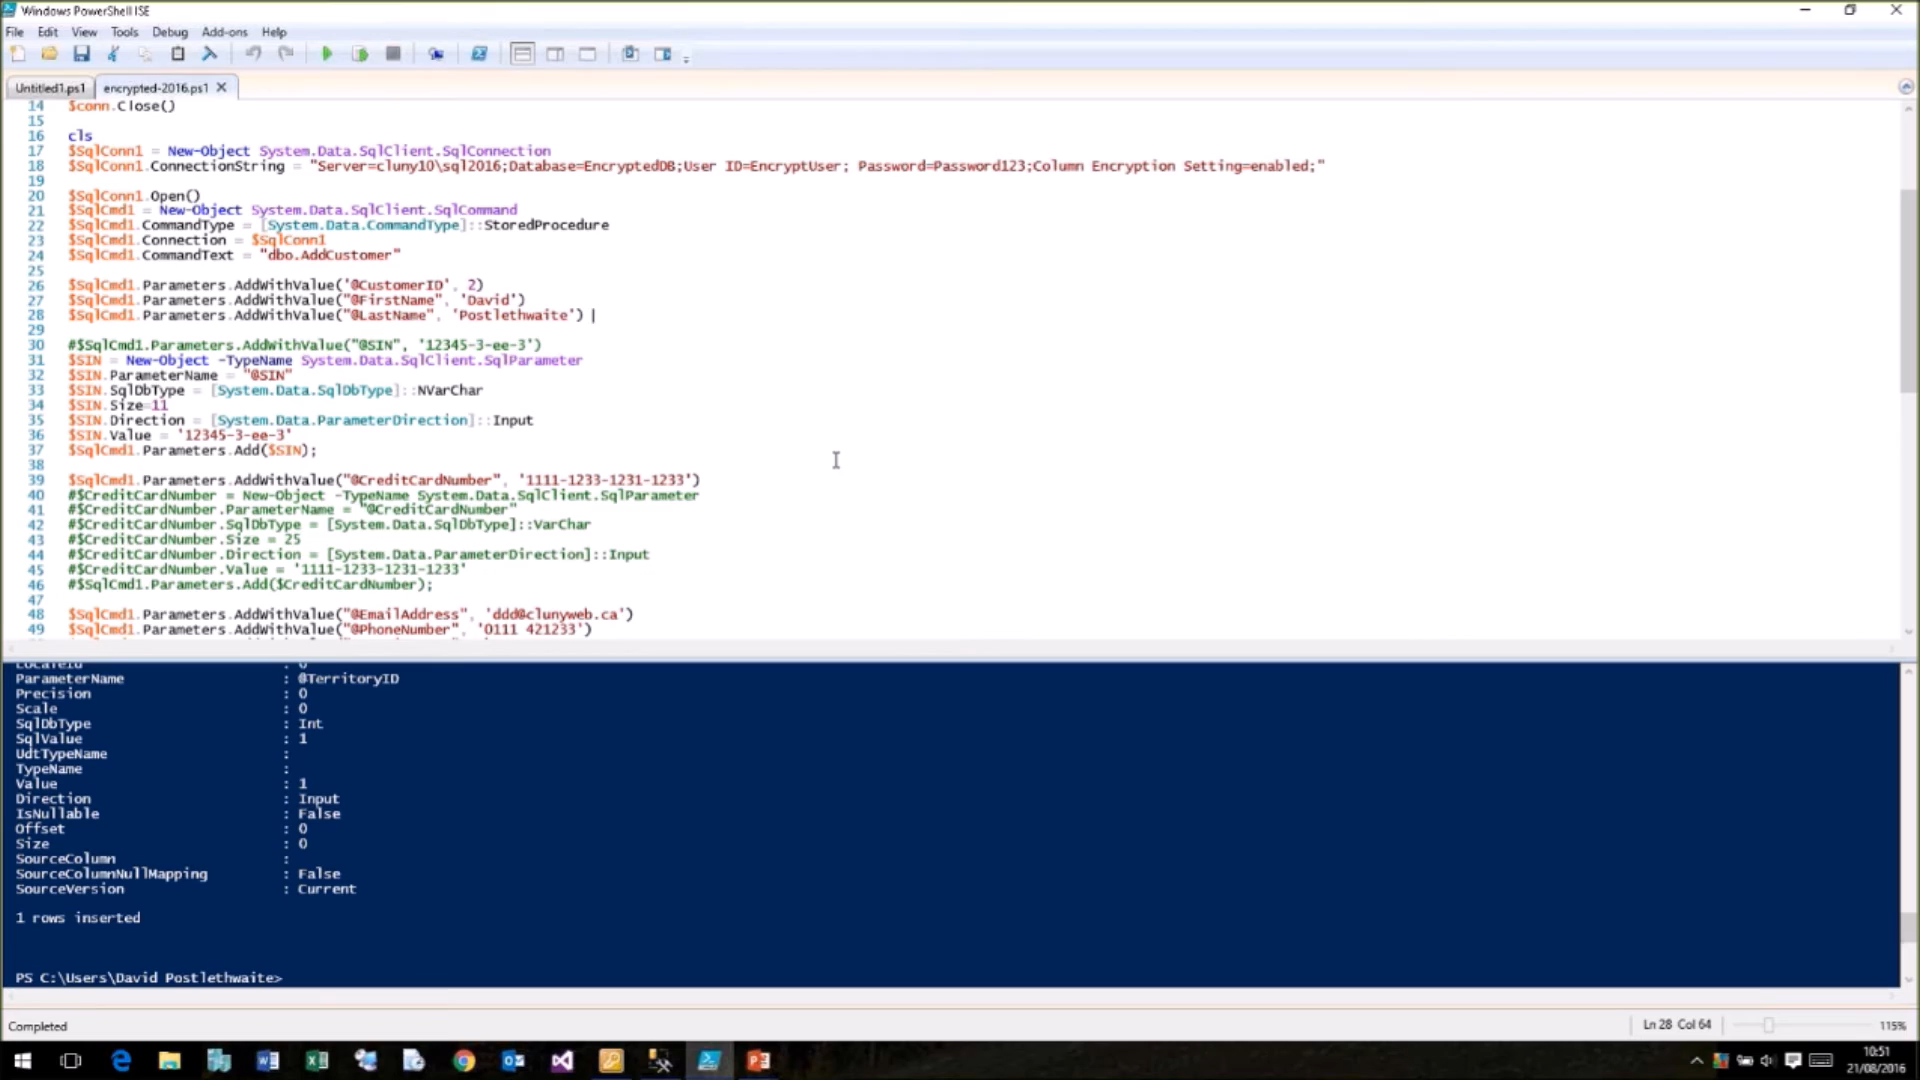 Windows PowerShell ISE
File Edit View Tools Debug Add-ons Help
Untitled1.ps1 encrypted-2016.ps1
14 $conn.Close()
15
16 cls
17 $SqlConn1 = New-Object System.Data.SqlClient.SqlConnection
18 $SqlConn1.ConnectionString = "Server=cluny10\sql2016;Database=EncryptedDB;User ID=EncryptUser; Password=Password123;Column Encryption Setting=enabled;"
19
20 $SqlConn1.Open()
21 $SqlCmd1 = New-Object System.Data.SqlClient.SqlCommand
22 $SqlCmd1.CommandType = [System.Data.CommandType]::StoredProcedure
23 $SqlCmd1.Connection = $SqlConn1
24 $SqlCmd1.CommandText = "dbo.AddCustomer"
25
26 $SqlCmd1.Parameters.AddWithValue('@CustomerID', 2)
27 $SqlCmd1.Parameters.AddWithValue("@FirstName", 'David')
28 $SqlCmd1.Parameters.AddWithValue("@LastName", 'Postlethwaite')
29
30 #$SqlCmd1.Parameters.AddWithValue("@SIN", '12345-3-ee-3')
31 $SIN = New-Object -TypeName System.Data.SqlClient.SqlParameter
32 $SIN.ParameterName = "@SIN"
33 $SIN.SqlDbType = [System.Data.SqlDbType]::NVarChar
34 $SIN.Size=11
35 $SIN.Direction = [System.Data.ParameterDirection]::Input
36 $SIN.Value = '12345-3-ee-3'
37 $SqlCmd1.Parameters.Add($SIN);
38
39 $SqlCmd1.Parameters.AddWithValue("@CreditCardNumber", '1111-1233-1231-1233')
40 #$CreditCardNumber = New-Object -TypeName System.Data.SqlClient.SqlParameter
41 #$CreditCardNumber.ParameterName = "@CreditCardNumber"
42 #$CreditCardNumber.SqlDbType = [System.Data.SqlDbType]::VarChar
43 #$CreditCardNumber.Size = 25
44 #$CreditCardNumber.Direction = [System.Data.ParameterDirection]::Input
45 #$CreditCardNumber.Value = '1111-1233-1231-1233'
46 #$SqlCmd1.Parameters.Add($CreditCardNumber);
47
48 $SqlCmd1.Parameters.AddWithValue("@EmailAddress", 'ddd@clunyweb.ca')
49 $SqlCmd1.Parameters.AddWithValue("@PhoneNumber", '0111 421233')
LocaleId : 0
ParameterName : @TerritoryID
Precision : 0
Scale : 0
SqlDbType : Int
SqlValue : 1
UdtTypeName :
TypeName :
Value : 1
Direction : Input
IsNullable : False
Offset : 0
Size : 0
SourceColumn :
SourceColumnNullMapping : False
SourceVersion : Current
1 rows inserted
PS C:\Users\David Postlethwaite>
Completed Ln 28 Col 64 115%
10:51
21/08/2016